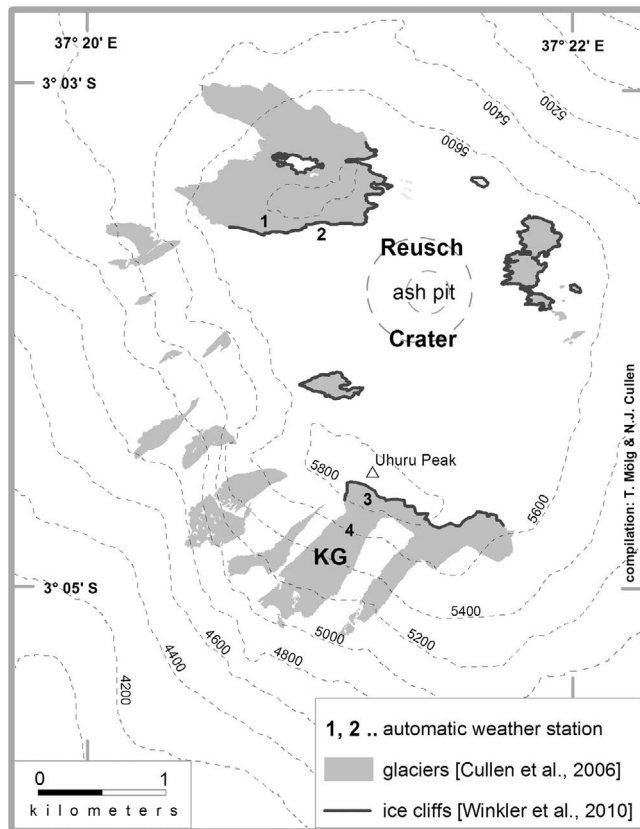 37° 20 E
37° 22 E
3° 03' S
5200
5400
5600
1
2
Reusch
ash pit
Crater
Uhuru Peak
5800
3
4
KG
5600
3° 05' S
5400
5200
5000
4800
4600
4400
4200
compilation: T. Mölg & N.J. Cullen
1, 2 .. automatic weather station
glaciers [Cullen et al., 2006]
ice cliffs [Winkler et al., 2010]
0 1
kilometers